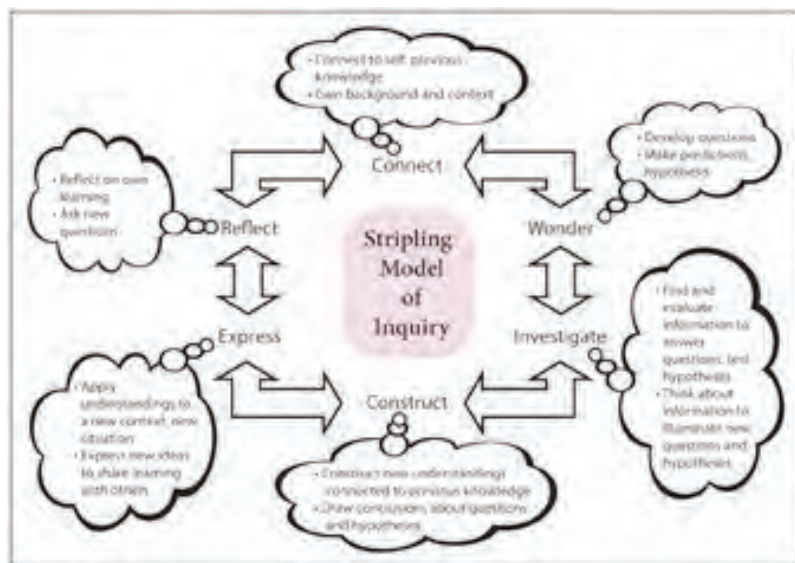 • Connect to self, previous
knowledge
• Gain background and context
Connect
• Develop questions
• Make predictions,
hypothesis
Wonder
• Find and
evaluate
information to
answer
questions, test
hypothesis
• Think about
information to
illuminate new
questions and
hypotheses
Investigate
• Construct new understandings
connected to previous knowledge
• Draw conclusions about questions
and hypotheses
Construct
• Apply
understandings to
a new context, new
situation
• Express new ideas
to share learning
with others
Express
• Reflect on own
learning
• Ask new
questions
Reflect
Stripling
Model
of
Inquiry